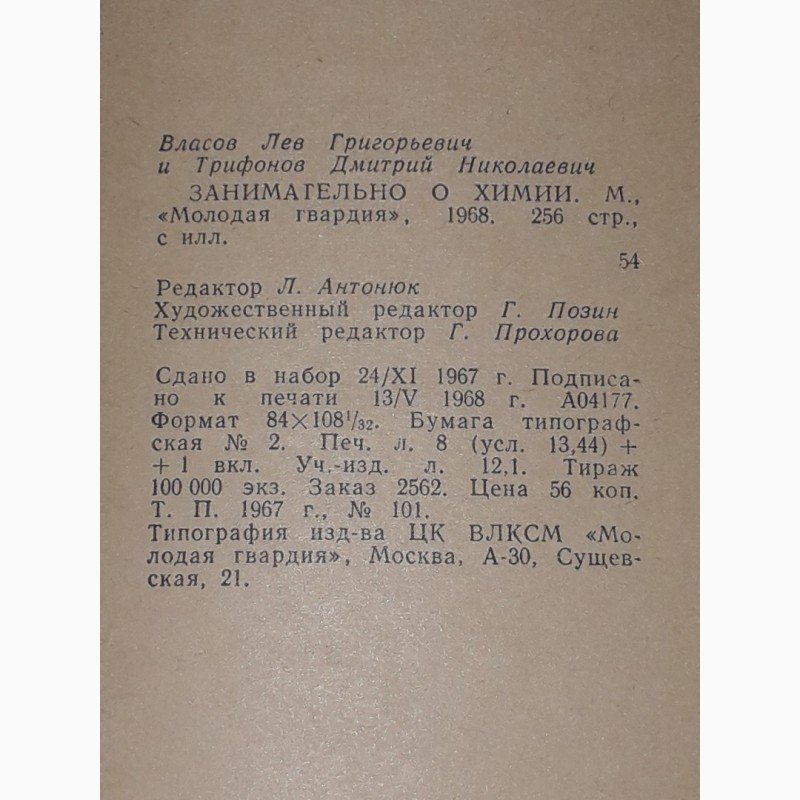 Власов Лев Григорьевич
и Трифонов Дмитрий Николаевич
ЗАНИМАТЕЛЬНО О ХИМИИ. М.,
«Молодая гвардия», 1968. 256 стр.,
с илл.
54
Редактор Л. Антонюк
Художественный редактор Г. Позин
Технический редактор Г. Прохорова
Сдано в набор 24/XI 1967 г. Подписа-
но к печати 13/V 1968 г. А04177.
Формат 84×108¹/₃₂. Бумага типограф-
ская № 2. Печ. л. 8 (усл. 13,44) +
+ 1 вкл. Уч.-изд. л. 12,1. Тираж
100 000 экз. Заказ 2562. Цена 56 коп.
Т. П. 1967 г., № 101.
Типография изд-ва ЦК ВЛКСМ «Мо-
лодая гвардия», Москва, А-30, Сущев-
ская, 21.